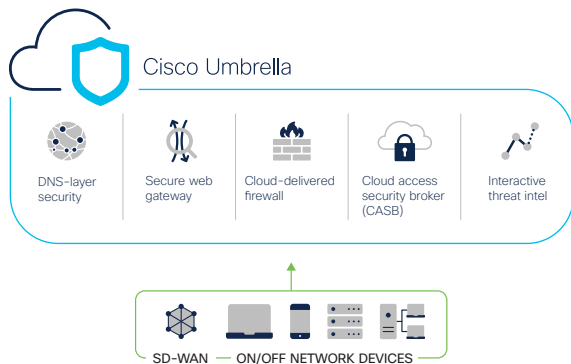 Cisco Umbrella
DNS-layer
security
Secure web
gateway
Cloud-delivered
firewall
Cloud access
security broker
(CASB)
Interactive
threat intel
SD-WAN
ON/OFF NETWORK DEVICES